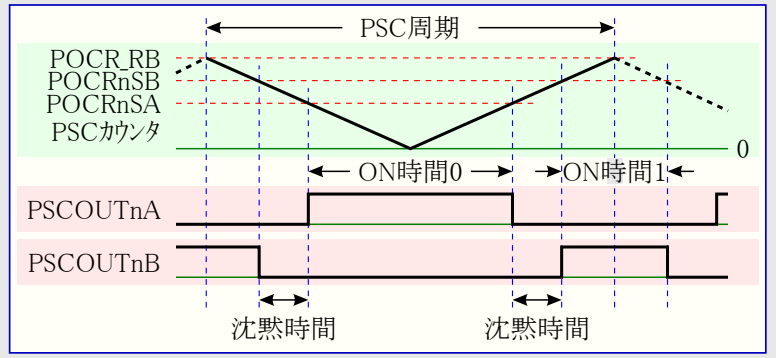 PSC周期
POCR_RB
POCRnSB
POCRnSA
PSCカウンタ
0
ON時間0
ON時間1
PSCOUTnA
PSCOUTnB
沈黙時間
沈黙時間